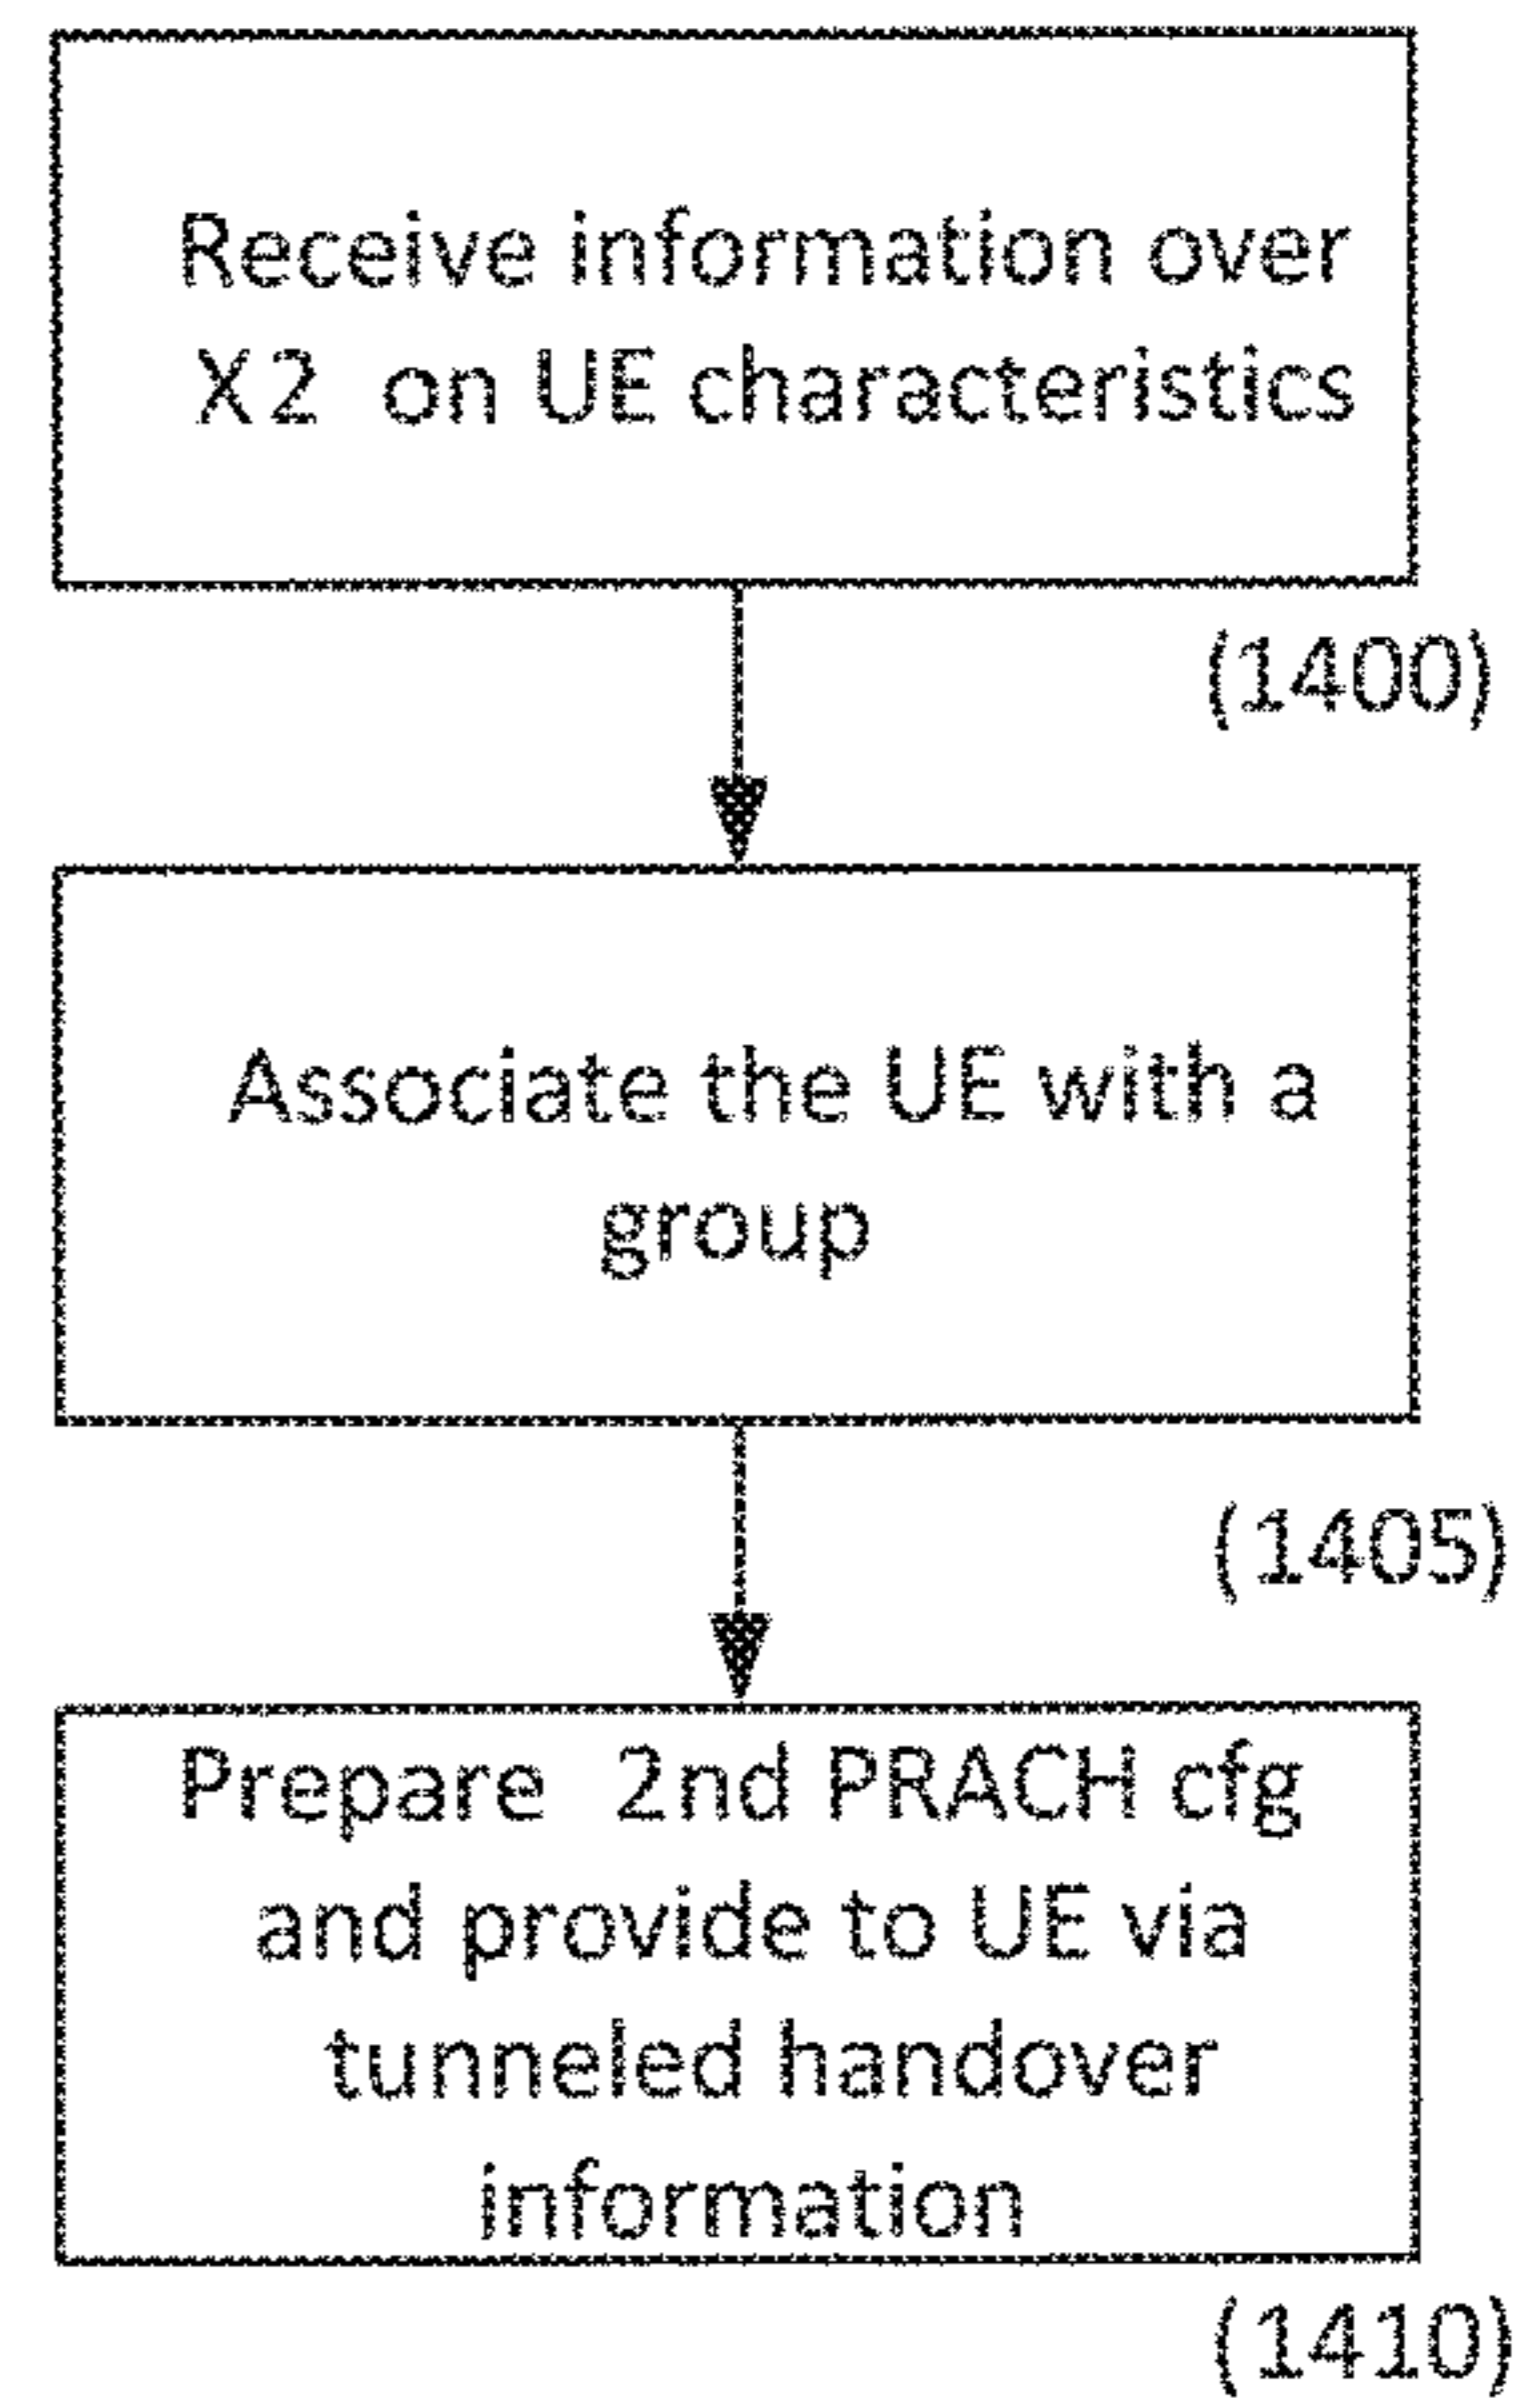 Receive information over
X2 on UE characteristics
(1400)
Associate the UE with a
group
(1405)
Prepare 2nd PRACH cfg
and provide to UE via
tunneled handover
information
(1410)